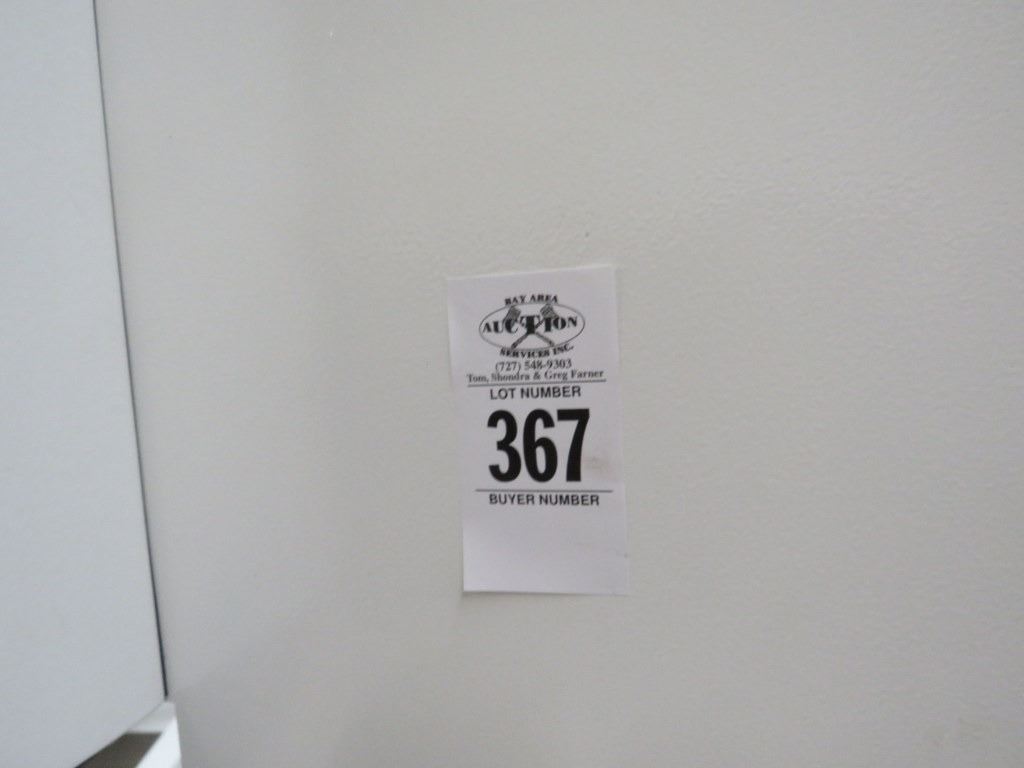 BAY AREA
AUCTION
SERVICES INC.
(727) 548-9303
Tom, Shondra & Greg Farner
LOT NUMBER
367
BUYER NUMBER